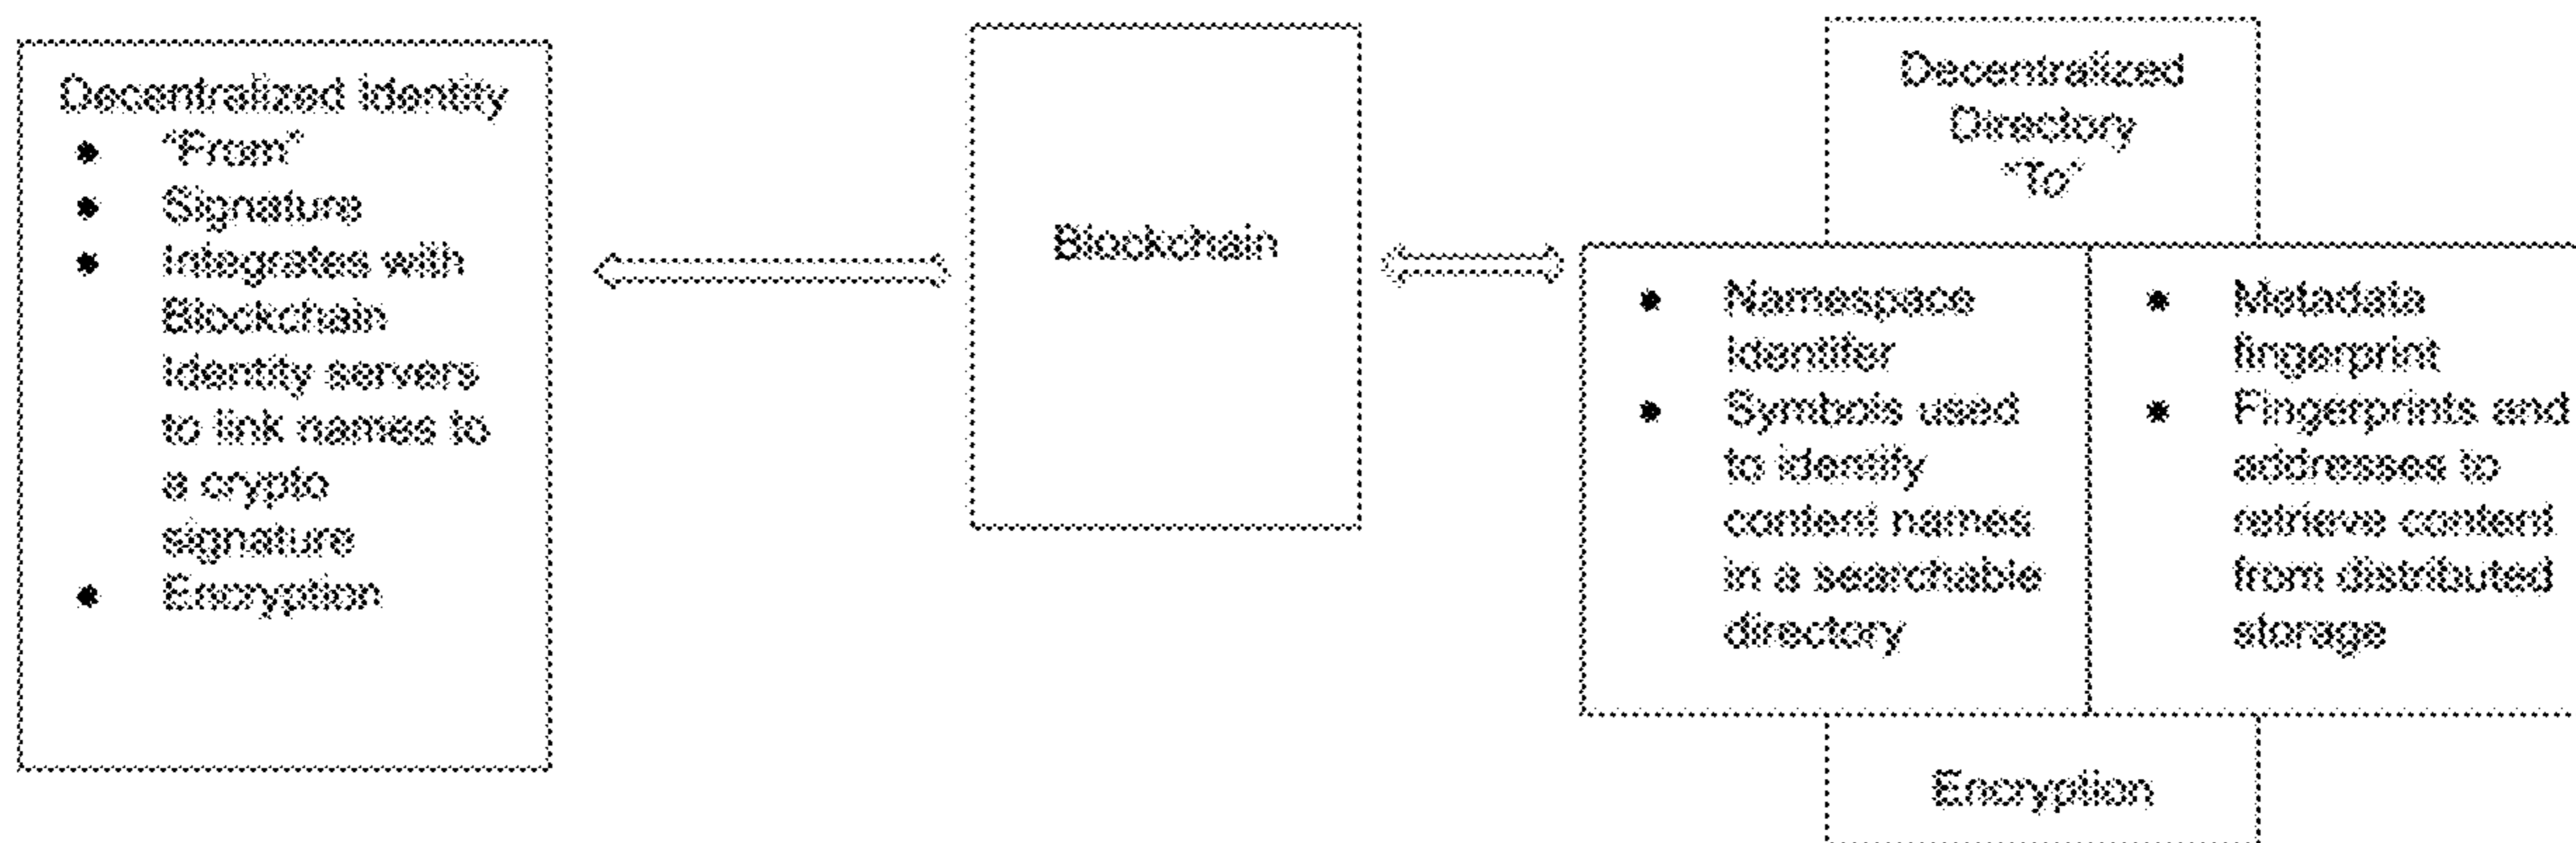 Decentralized Identity
“From”
Signature
Integrates with
Blockchain
Identity servers
to link names to
a crypto
signature
Encryption
Blockchain
Decentralized
Directory
“To”
Namespace
Identifer
Symbols used
to identify
content names
in a searchable
directory
Metadata
fingerprint
Fingerprints and
addresses to
retrieve content
from distributed
storage
Encryption